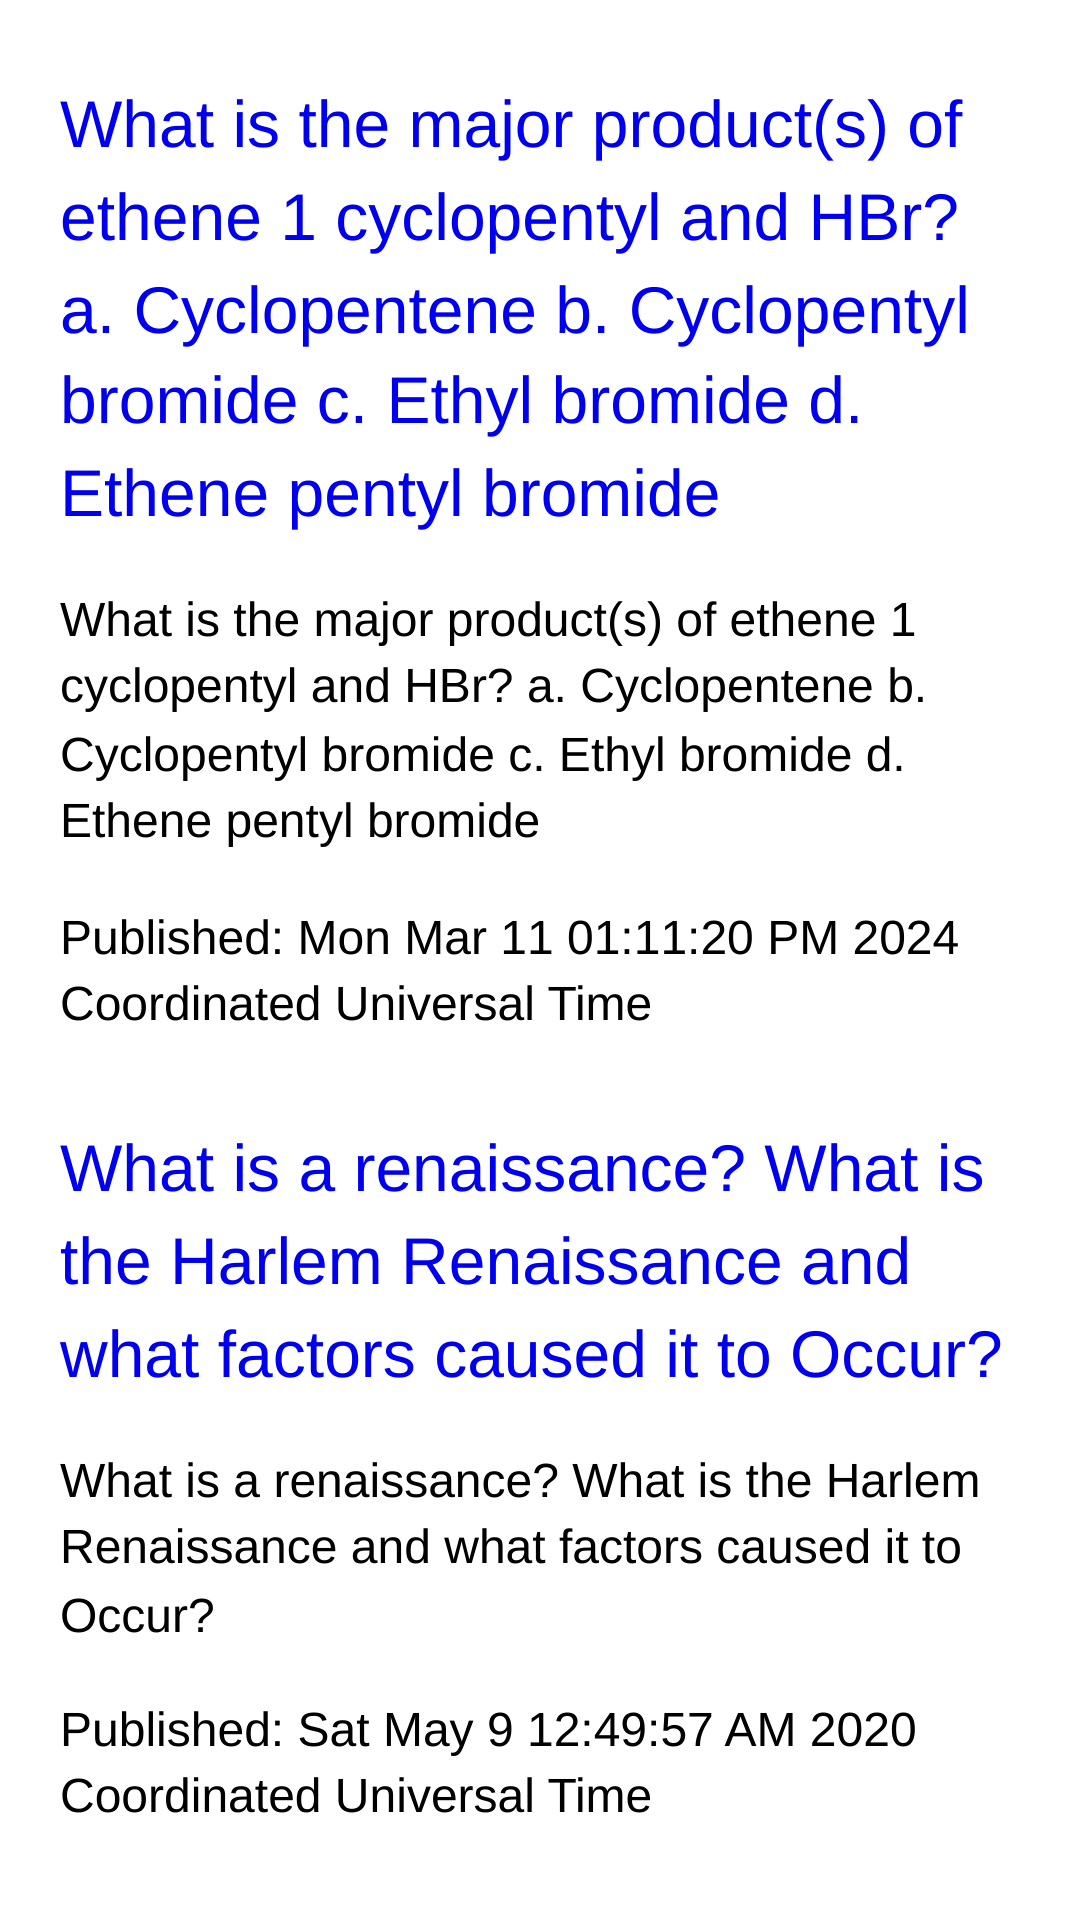 What is the major product(s) of
ethene 1 cyclopentyl and HBr?
a. Cyclopentene b. Cyclopentyl
bromide c. Ethyl bromide d.
Ethene pentyl bromide
What is the major product(s) of ethene 1
cyclopentyl and HBr? a. Cyclopentene b.
Cyclopentyl bromide c. Ethyl bromide d.
Ethene pentyl bromide
Published: Mon Mar 11 01:11:20 PM 2024
Coordinated Universal Time
What is a renaissance? What is
the Harlem Renaissance and
what factors caused it to Occur?
What is a renaissance? What is the Harlem
Renaissance and what factors caused it to
Occur?
Published: Sat May 9 12:49:57 AM 2020
Coordinated Universal Time